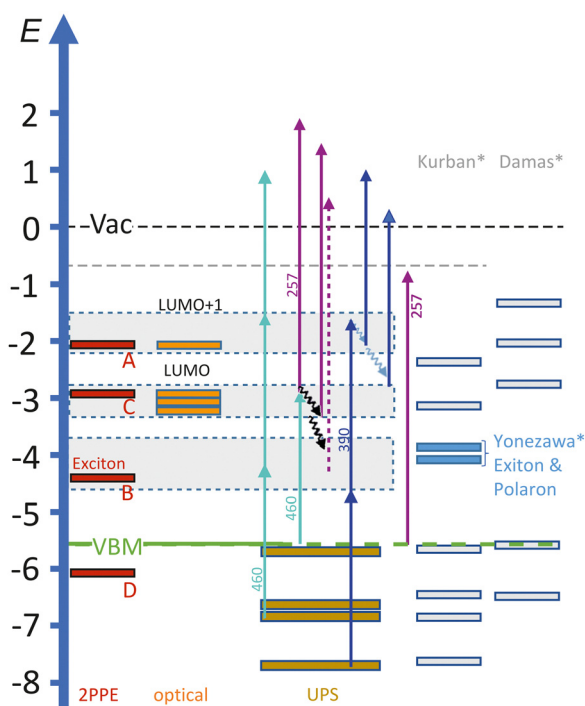 E
2
1
0
-1
-2
-3
-4
-5
-6
-7
-8
Vac
Kurban*
Damas*
LUMO+1
LUMO
A
C
Exciton
B
VBM
D
257
257
390
460
460
Yonezawa*
Exiton &
Polaron
2PPE
optical
UPS